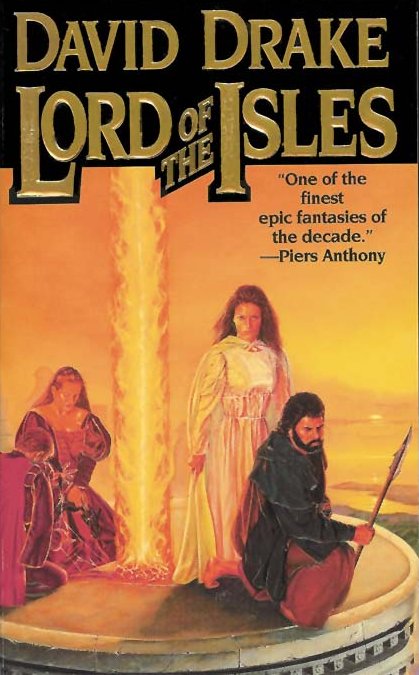 DAVID DRAKE
LORD OF
THE ISLES
"One of the
finest
epic fantasies of
the decade."
—Piers Anthony